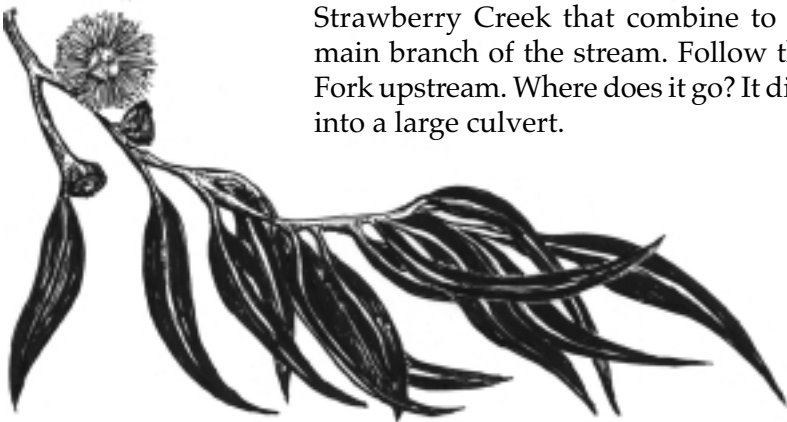 Strawberry Creek that combine to
main branch of the stream. Follow
Fork upstream. Where does it go? It
into a large culvert.